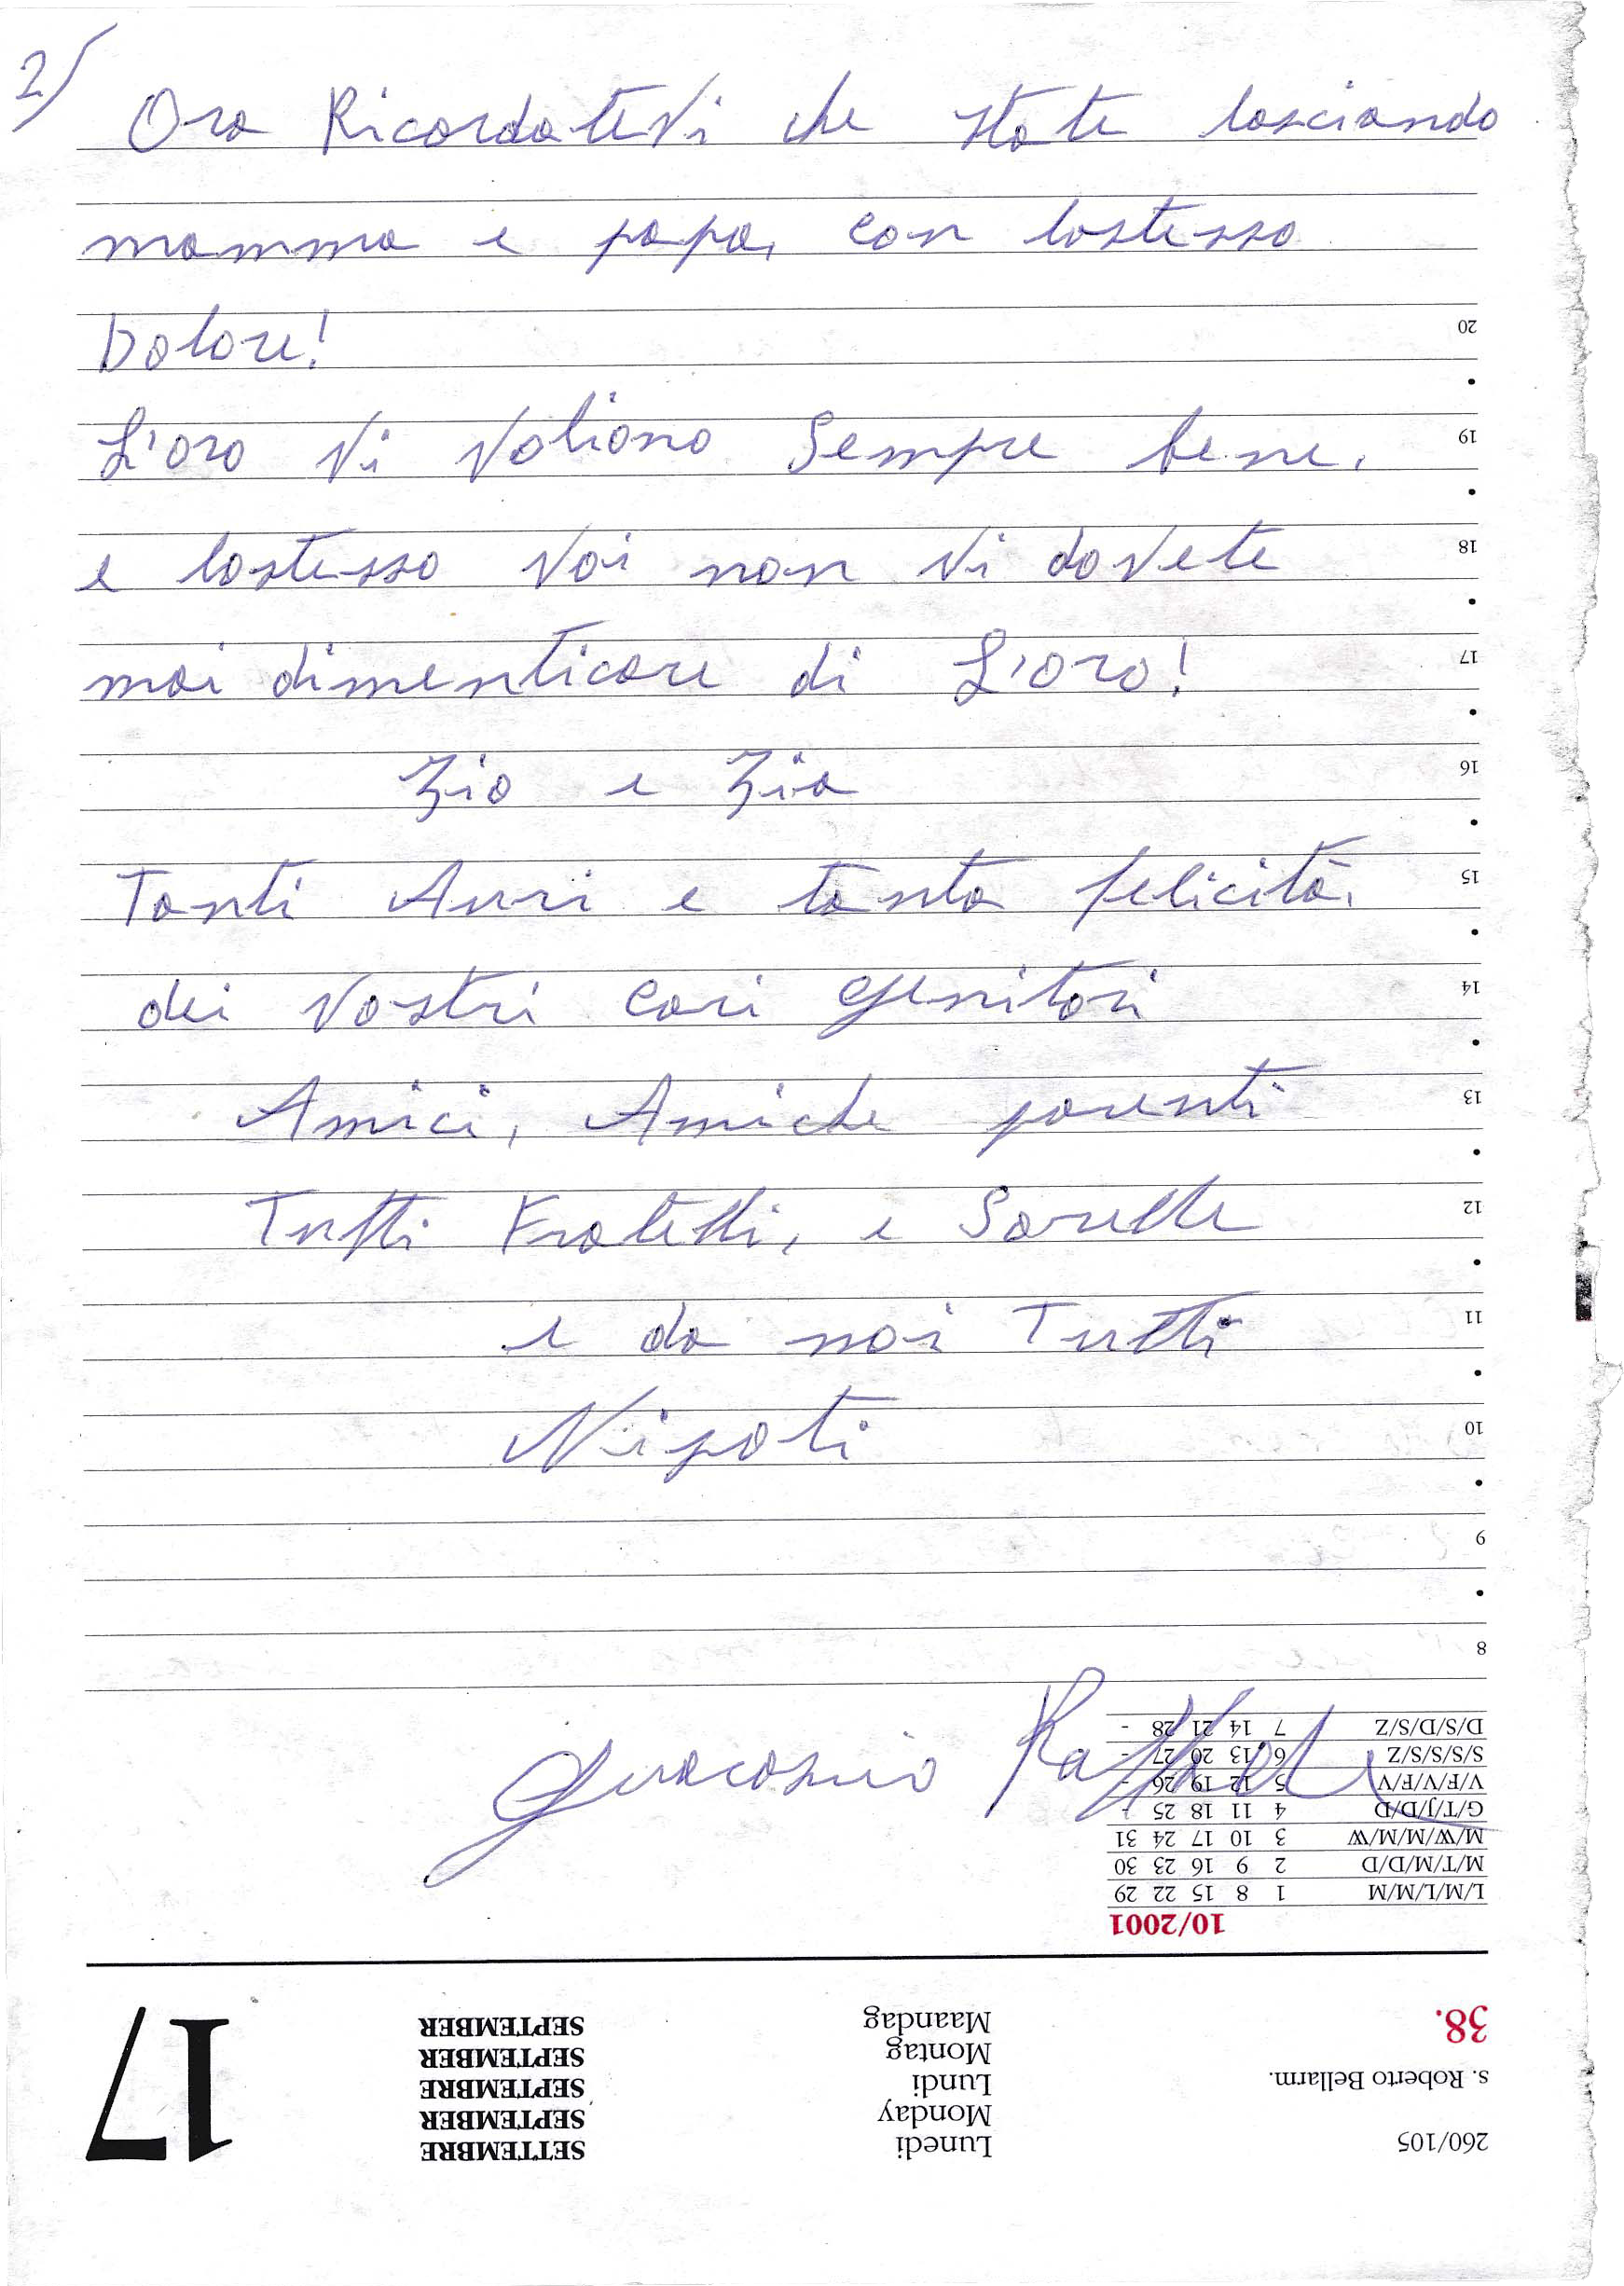 2)
Ora Ricordatevi che state lasciando
mamma e papa, con lostesso
Dolore!
L'oro Vi Voliono Sempre bene,
e lostesso Voi non Vi dovete
mai dimenticare di L'oro!
Zio e Zia
Tanti Auri e tanta felicità,
dei Vostri Cari Genitori
Amici, Amiche parenti
Tutti Fratelli, e Sorelle
e da noi Tutti
Nipoti
20
19
18
17
16
15
14
13
12
11
10
9
8
Raffaele
D/S/D/S/Z 7 14 21 28 -
S/S/S/S/Z 6 13 20 27 -
V/F/V/F/V 5 12 19 26 -
G/T/J/D/D 4 11 18 25 -
M/W/M/M/W 3 10 17 24 31
M/T/M/D/D 2 9 16 23 30
L/M/L/M/M 1 8 15 22 29
10/2001
17
SETTEMBRE
SEPTEMBER
SEPTEMBRE
SEPTEMBER
SEPTEMBER
Lunedì
Monday
Lundi
Montag
Maandag
38.
s. Roberto Bellarm.
260/105